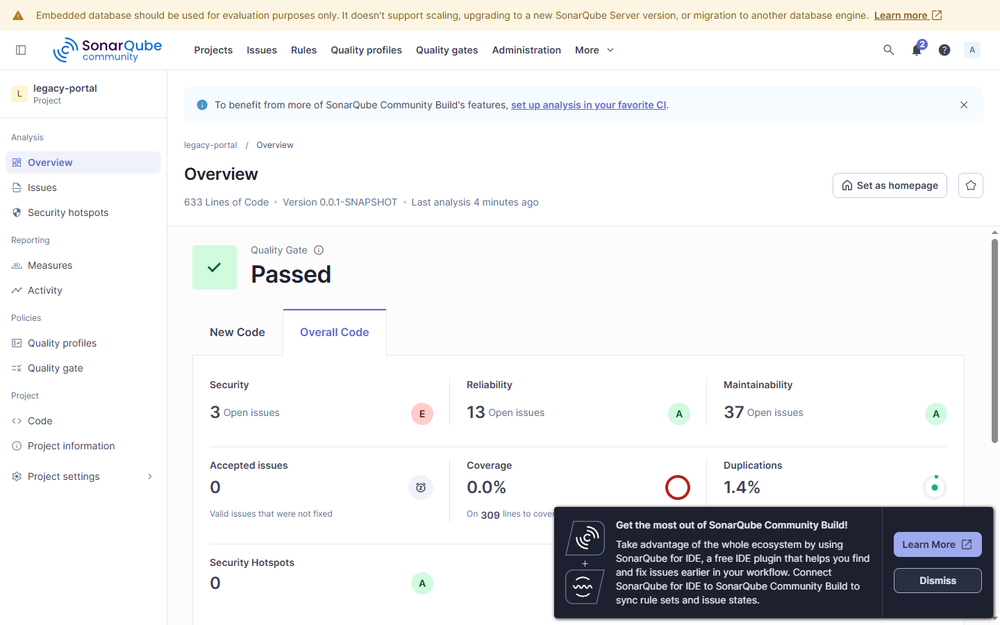 Embedded database should be used for evaluation purposes only. It doesn't support scaling, upgrading to a new SonarQube Server version, or migration to another database engine. Learn more
SonarQube community
Projects Issues Rules Quality profiles Quality gates Administration More
2
?
A
L
legacy-portal
Project
Analysis
Overview
Issues
Security hotspots
Reporting
Measures
Activity
Policies
Quality profiles
Quality gate
Project
Code
Project information
Project settings
To benefit from more of SonarQube Community Build's features, set up analysis in your favorite CI.
legacy-portal / Overview
Overview
633 Lines of Code • Version 0.0.1-SNAPSHOT • Last analysis 4 minutes ago
Set as homepage
Quality Gate
Passed
New Code
Overall Code
Security
3 Open issues
E
Reliability
13 Open issues
A
Maintainability
37 Open issues
A
Accepted issues
0
Valid issues that were not fixed
Coverage
0.0%
On 309 lines to cover
Duplications
1.4%
Security Hotspots
0
A
Get the most out of SonarQube Community Build!
Take advantage of the whole ecosystem by using
SonarQube for IDE, a free IDE plugin that helps you find
and fix issues earlier in your workflow. Connect
SonarQube for IDE to SonarQube Community Build to
sync rule sets and issue states.
Learn More
Dismiss